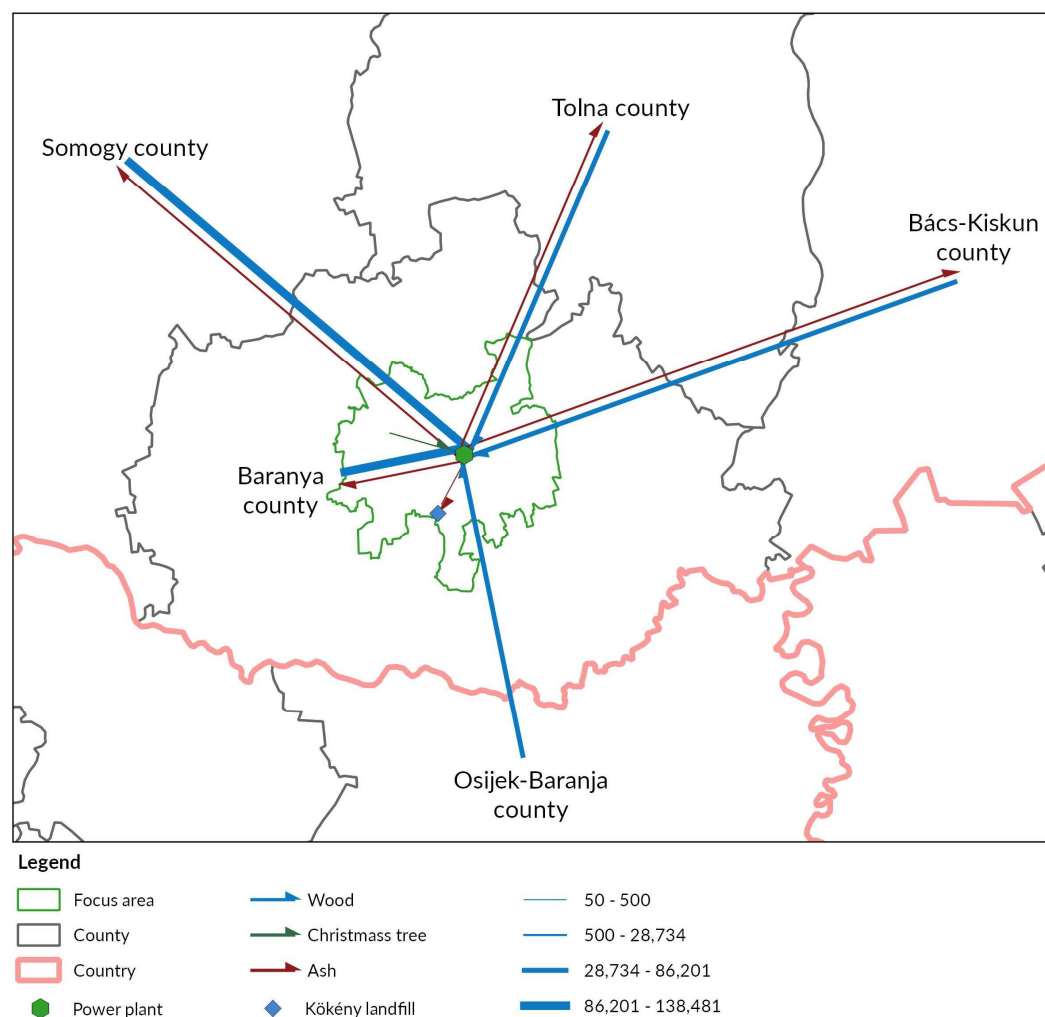 Tolna county
Somogy county
Bács-Kiskun
county
Baranya
county
Osijek-Baranja
county
Legend
Focus area
Wood
50 - 500
County
Christmass tree
500 - 28,734
Country
Ash
28,734 - 86,201
Power plant
Kökény landfill
86,201 - 138,481